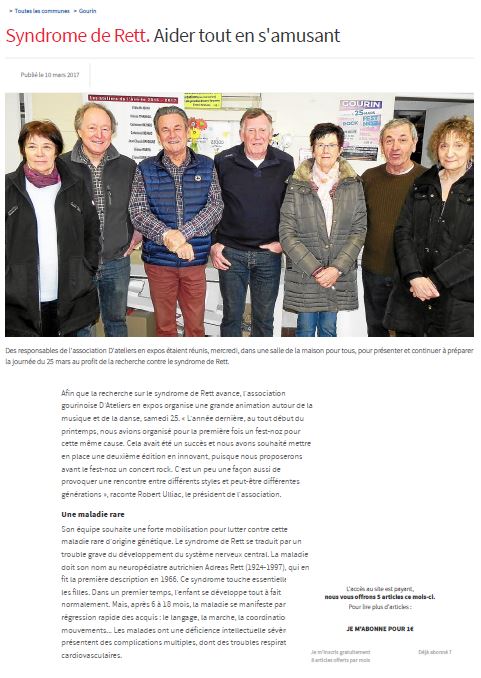 > Toutes les communes > Gourin
Syndrome de Rett. Aider tout en s'amusant
Publié le 10 mars 2017
Les ateliers de l'Année 2016 - 2017
GOURIN
25
MARS
ROCK
FEST
NOZ
Des responsables de l'association D'ateliers en expos étaient réunis, mercredi, dans une salle de la maison pour tous, pour présenter et continuer à préparer
la journée du 25 mars au profit de la recherche contre le syndrome de Rett.
Afin que la recherche sur le syndrome de Rett avance, l'association
gourinoise D'Ateliers en expos organise une grande animation autour de la
musique et de la danse, samedi 25. « L'année dernière, au tout début du
printemps, nous avions organisé pour la première fois un fest-noz pour
cette même cause. Cela avait été un succès et nous avons souhaité mettre
en place une deuxième édition en innovant, puisque nous proposerons
avant le fest-noz un concert rock. C'est un peu une façon aussi de
provoquer une rencontre entre différents styles et peut-être différentes
générations », raconte Robert Ulliac, le président de l'association.
Une maladie rare
Son équipe souhaite une forte mobilisation pour lutter contre cette
maladie rare d'origine génétique. Le syndrome de Rett se traduit par un
trouble grave du développement du système nerveux central. La maladie
doit son nom au neuropédiatre autrichien Adreas Rett (1924-1997), qui en
fit la première description en 1966. Ce syndrome touche essentielle
les filles. Dans un premier temps, l'enfant se développe tout à fait
normalement. Mais, après 6 à 18 mois, la maladie se manifeste par
régression rapide des acquis : le langage, la marche, la coordinatio
mouvements... Les malades ont une déficience intellectuelle sévèr
présentent des complications multiples, dont des troubles respirat
cardiovasculaires.
L'accès au site est payant,
nous vous offrons 5 articles ce mois-ci.
Pour lire plus d'articles :
JE M'ABONNE POUR 1€
Je m'inscris gratuitement
8 articles offerts par mois
Déjà abonné ?